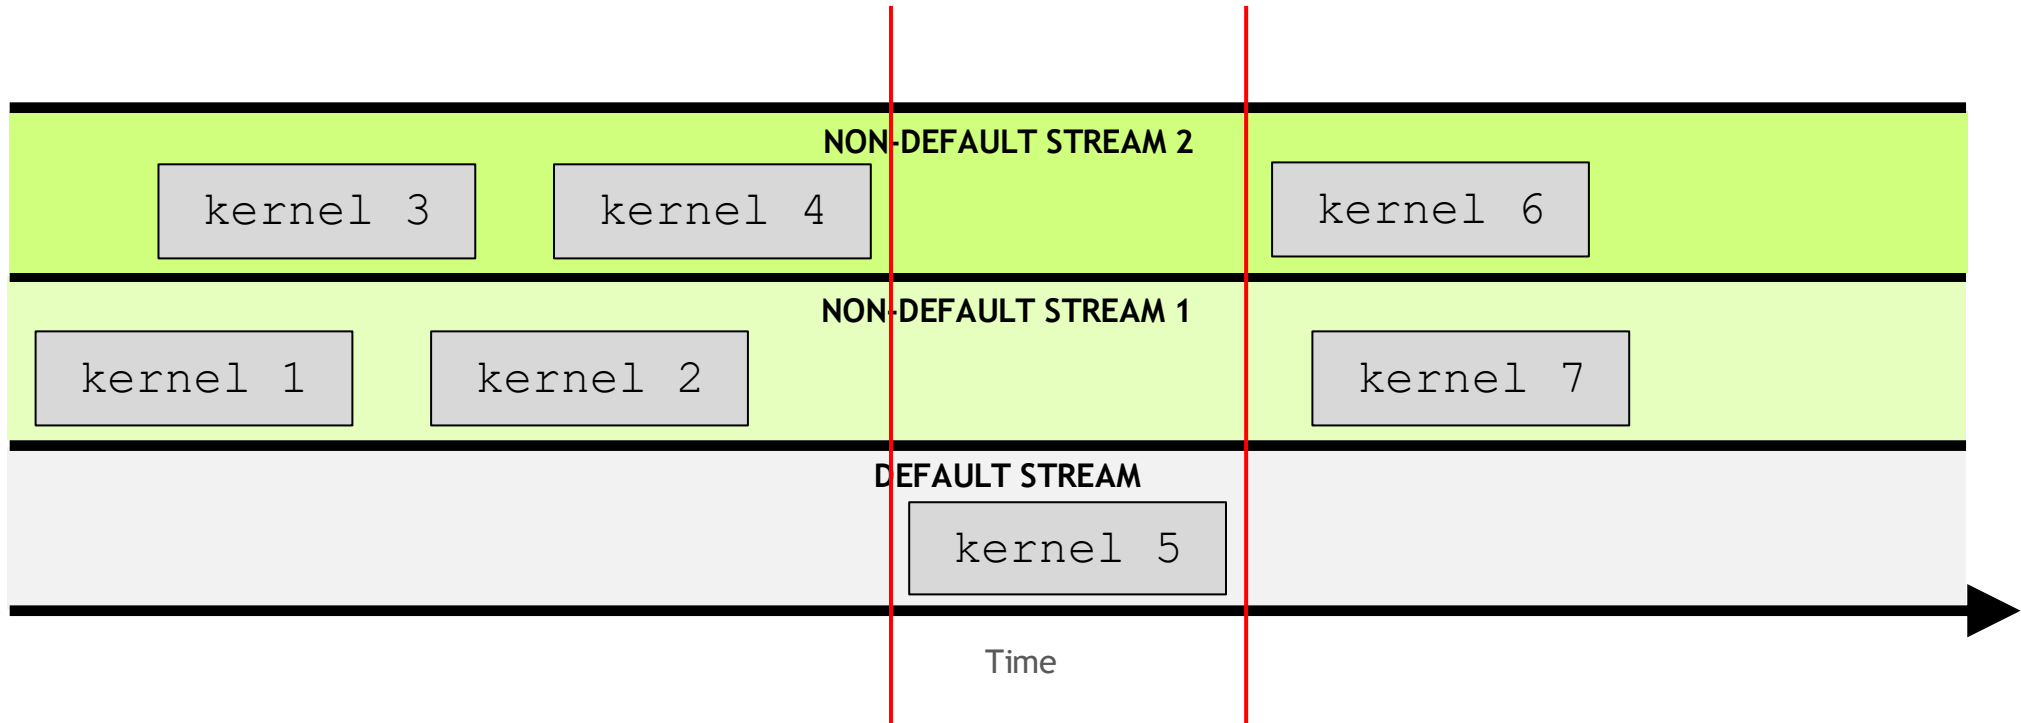 NON-DEFAULT STREAM 2
kernel 3
kernel 4
kernel 6
NON-DEFAULT STREAM 1
kernel 1
kernel 2
kernel 7
DEFAULT STREAM
kernel 5
Time